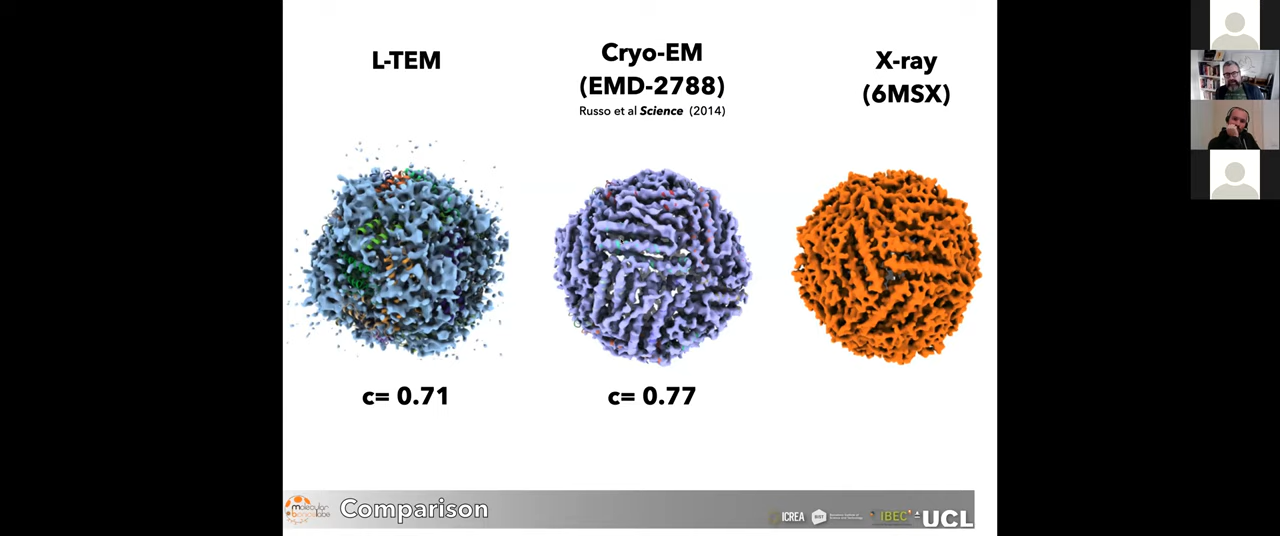 L-TEM
Cryo-EM
(EMD-2788)
Russo et al Science (2014)
X-ray
(6MSX)
c= 0.71
c= 0.77
Comparison
ICREA
BIST
IBEC
UCL